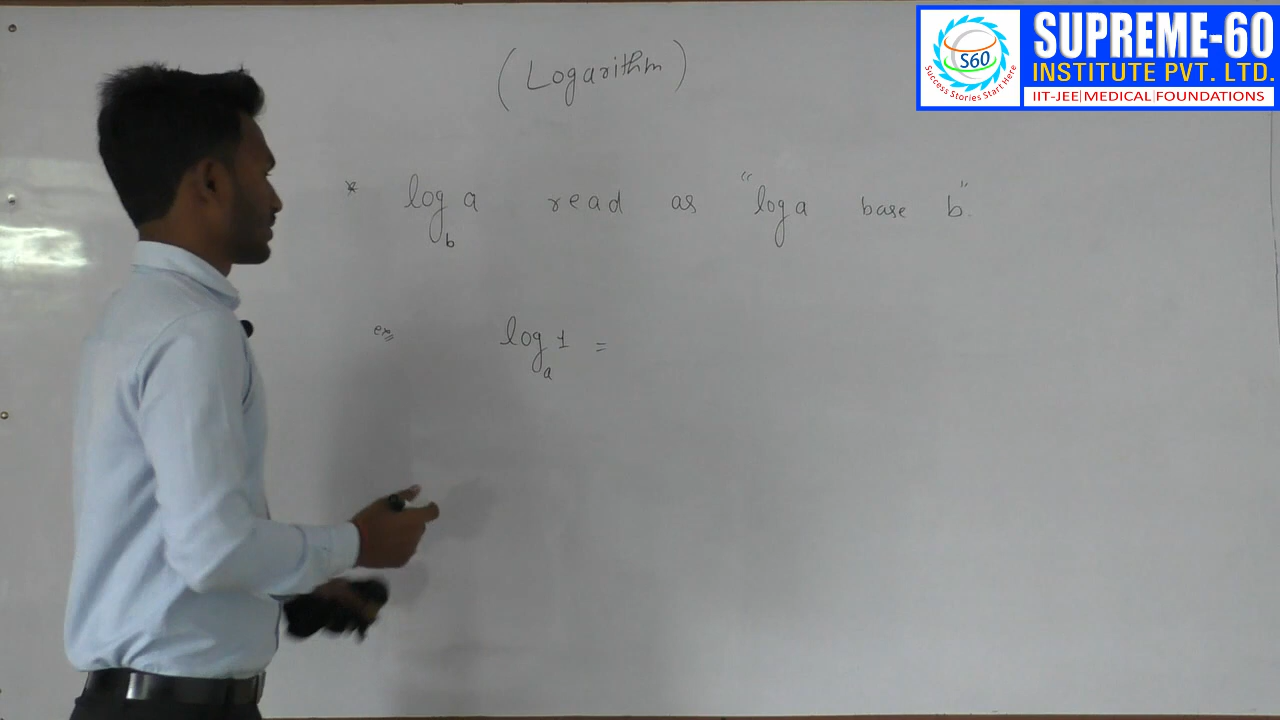 SUPREME-60
INSTITUTE PVT. LTD.
IIT-JEE|MEDICAL|FOUNDATIONS
S60
Success Stories Start Here
(Logarithm)
* log_b a read as "log a base b".
ex log_a 1 =